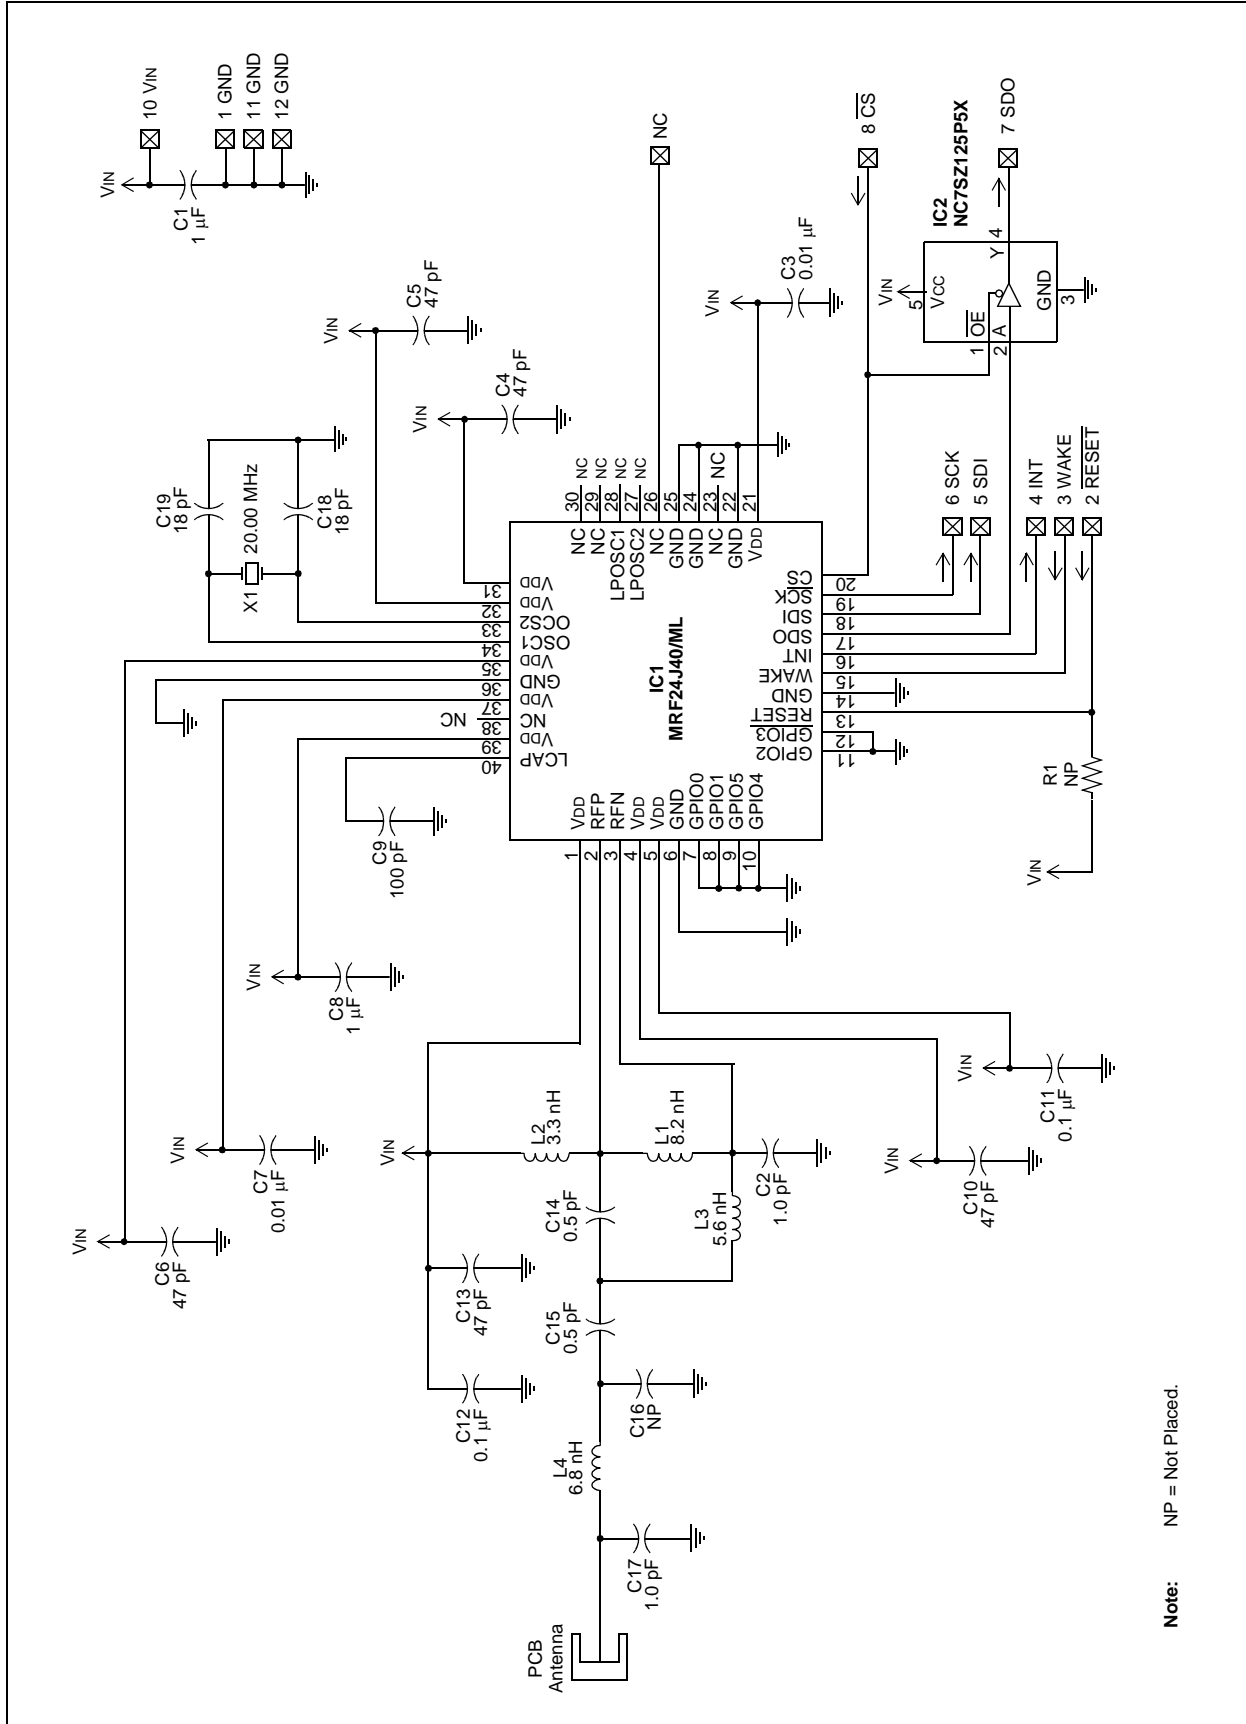 PCB
Antenna
C17
1.0 pF
L4
6.8 nH
C16
NP
C15
0.5 pF
C14
0.5 pF
L3
5.6 nH
C2
1.0 pF
L1
8.2 nH
L2
3.3 nH
C12
0.1 µF
C13
47 pF
VIN
C6
47 pF
VIN
C7
0.01 µF
VIN
C8
1 µF
VIN
C9
100 pF
C10
47 pF
VIN
C11
0.1 µF
VIN
IC1
MRF24J40/ML
1 VDD
2 RFP
3 RFN
4 VDD
5 VDD
6 GND
7 GPIO0
8 GPIO1
9 GPIO5
10 GPIO4
11 GPIO2
12 GPIO3
13 RESET
14 GND
15 WAKE
16 INT
17 SDO
18 SDI
19 SCK
20 CS
21 VDD
22 GND
23 NC NC
24 GND
25 GND
26 NC
27 LPOSC2 NC
28 LPOSC1 NC
29 NC NC
30 NC NC
31 VDD
32 VDD
33 OCS2
34 OSC1
35 VDD
36 GND
37 VDD
38 NC NC
39 VDD
40 LCAP
X1 20.00 MHz
C19
18 pF
C18
18 pF
VIN
C5
47 pF
VIN
C4
47 pF
VIN
C3
0.01 µF
NC
VIN
C1
1 µF
10 VIN
1 GND
11 GND
12 GND
8 CS
IC2
NC7SZ125P5X
VIN
5 VCC
1 OE
2 A
Y 4
GND
3
7 SDO
6 SCK
5 SDI
4 INT
3 WAKE
2 RESET
R1
NP
VIN
Note: NP = Not Placed.